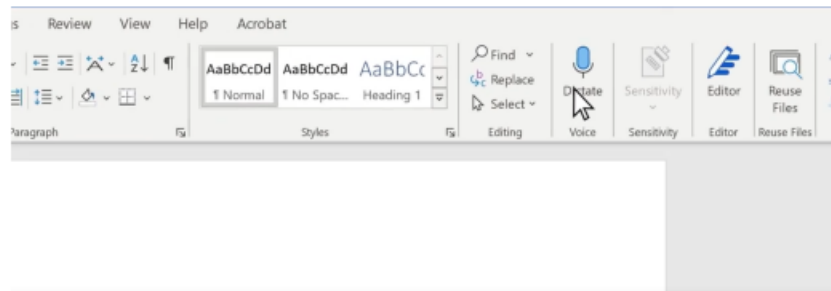 Review View Help Acrobat
AaBbCcDd AaBbCcDd AaBbCc
¶ Normal ¶ No Spac... Heading 1
Find
Replace
Select
Dictate
Sensitivity
Editor
Reuse
Files
Paragraph Styles Editing Voice Sensitivity Editor Reuse Files